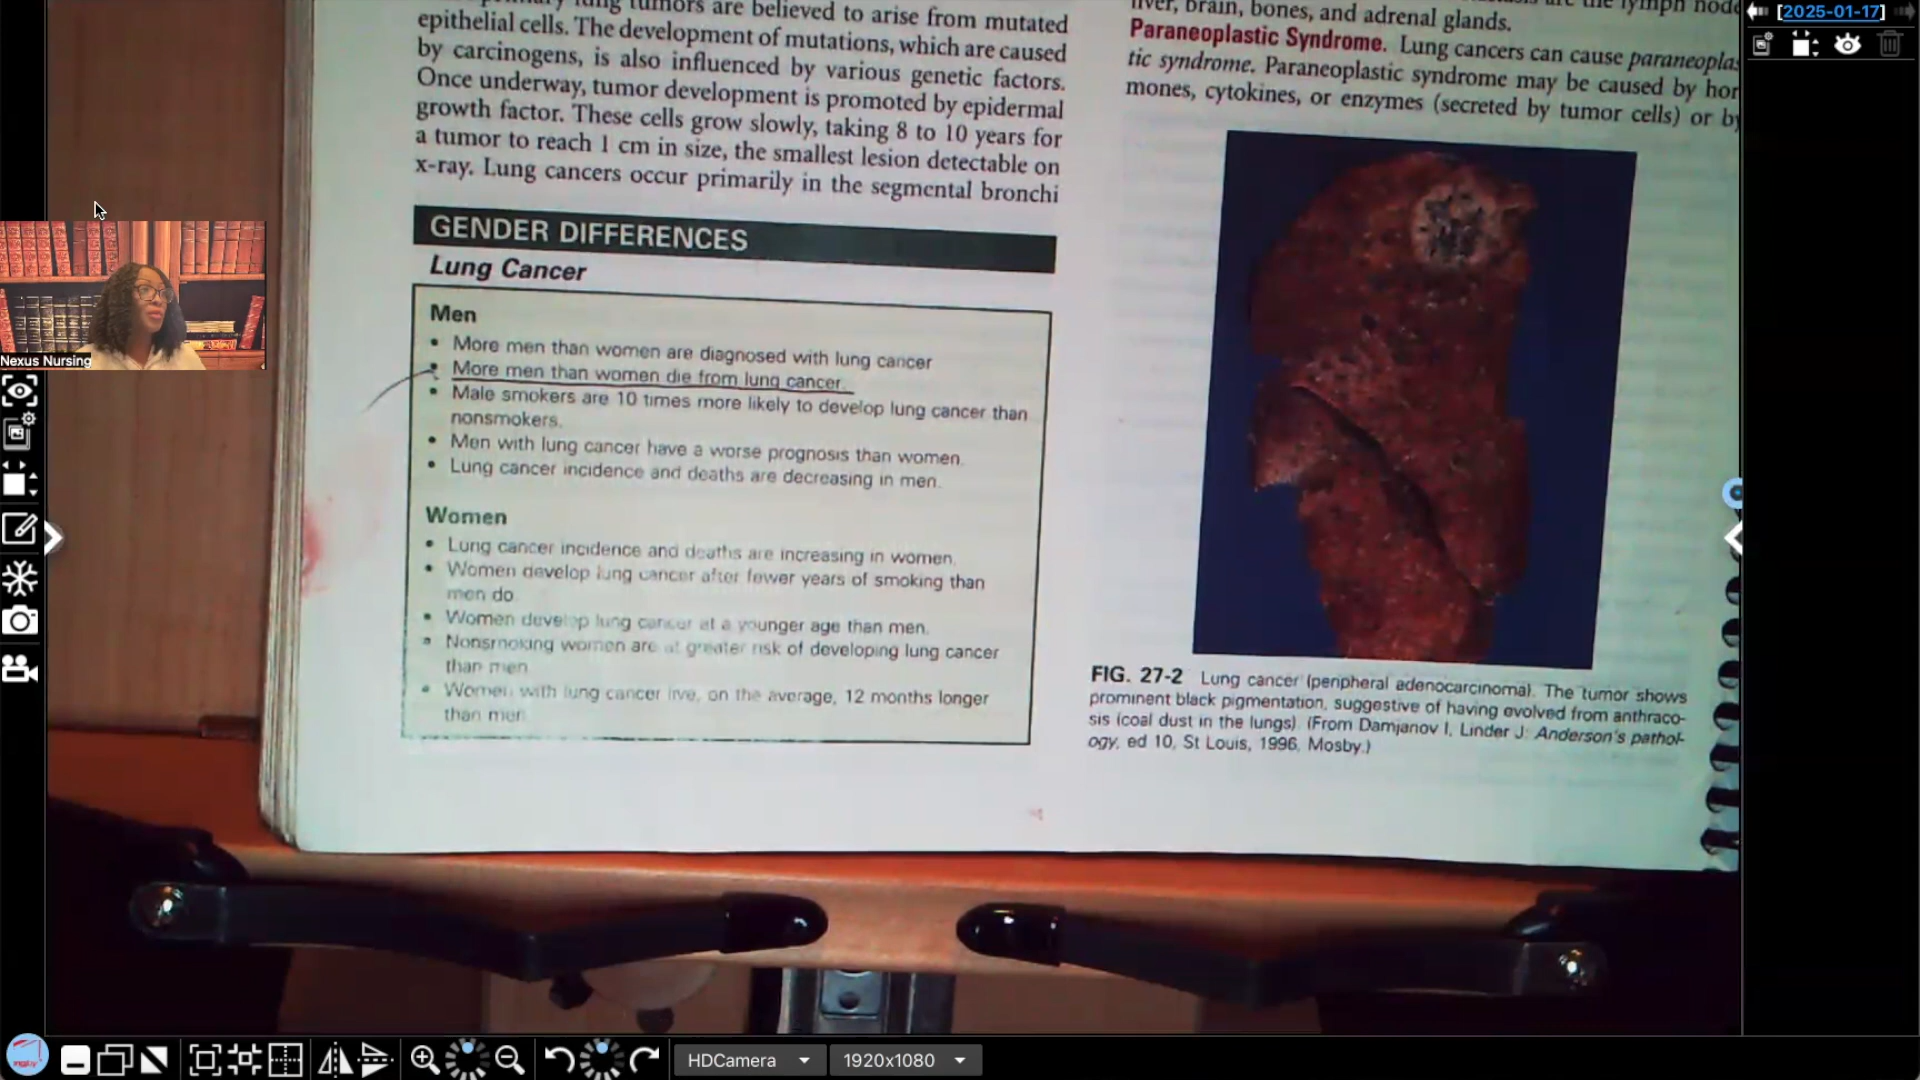 lung tumors are believed to arise from mutated
epithelial cells. The development of mutations, which are caused
by carcinogens, is also influenced by various genetic factors.
Once underway, tumor development is promoted by epidermal
growth factor. These cells grow slowly, taking 8 to 10 years for
a tumor to reach 1 cm in size, the smallest lesion detectable on
x-ray. Lung cancers occur primarily in the segmental bronchi
GENDER DIFFERENCES
Lung Cancer
Men
• More men than women are diagnosed with lung cancer
• More men than women die from lung cancer.
• Male smokers are 10 times more likely to develop lung cancer than
nonsmokers.
• Men with lung cancer have a worse prognosis than women.
• Lung cancer incidence and deaths are decreasing in men.
Women
• Lung cancer incidence and deaths are increasing in women.
• Women develop lung cancer after fewer years of smoking than
men do
• Women develop lung cancer at a younger age than men.
• Nonsmoking women are at greater risk of developing lung cancer
than men
• Women with lung cancer live, on the average, 12 months longer
than men
liver, brain, bones, and adrenal glands.
Paraneoplastic Syndrome. Lung cancers can cause paraneoplas
tic syndrome. Paraneoplastic syndrome may be caused by hor
mones, cytokines, or enzymes (secreted by tumor cells) or by
FIG. 27-2 Lung cancer (peripheral adenocarcinoma). The tumor shows
prominent black pigmentation, suggestive of having evolved from anthraco-
sis (coal dust in the lungs). (From Damjanov I, Linder J: Anderson's pathol-
ogy, ed 10, St Louis, 1996, Mosby.)
Nexus Nursing
[2025-01-17]
HDCamera
1920x1080